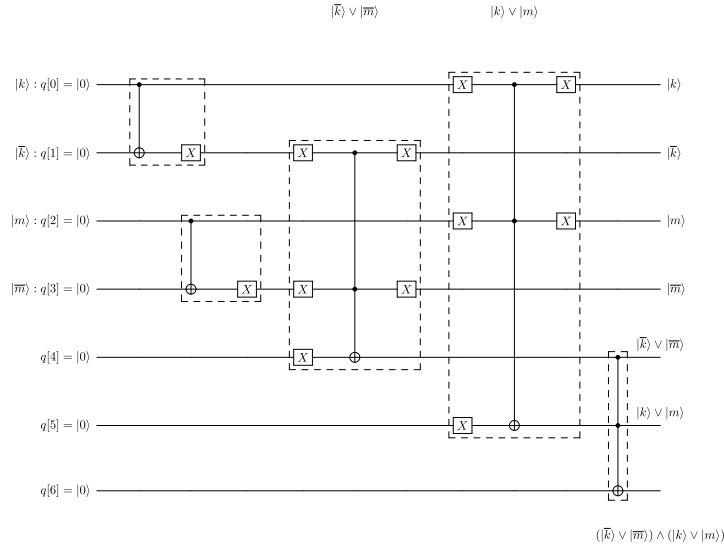 |k̅⟩ ∨ |m̅⟩ |k⟩ ∨ |m⟩
|k⟩ : q[0] = |0⟩ X X |k⟩
|k̅⟩ : q[1] = |0⟩ X X X |k̅⟩
|m⟩ : q[2] = |0⟩ X X |m⟩
|m̅⟩ : q[3] = |0⟩ X X X |m̅⟩
|k̅⟩ ∨ |m̅⟩
q[4] = |0⟩ X
|k⟩ ∨ |m⟩
q[5] = |0⟩ X
q[6] = |0⟩
(|k̅⟩ ∨ |m̅⟩) ∧ (|k⟩ ∨ |m⟩)